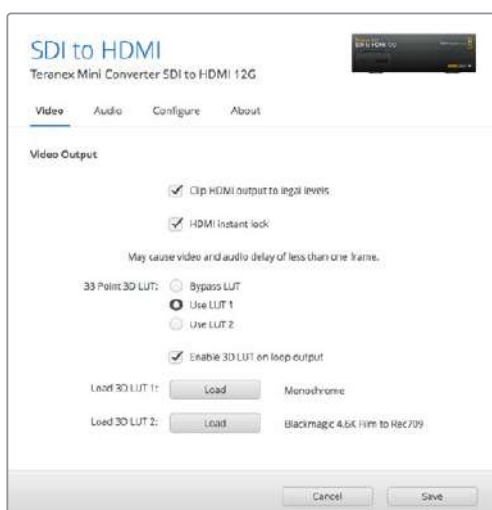 SDI to HDMI
Teranex Mini Converter SDI to HDMI 12G
Video Audio Configure About
Video Output
Clip HDMI output to legal levels
HDMI instant lock
May cause video and audio delay of less than one frame.
33 Point 3D LUT: Bypass LUT
Use LUT 1
Use LUT 2
Enable 3D LUT on loop output
Load 3D LUT 1: Load Monochrome
Load 3D LUT 2: Load Blackmagic 4.6K Film to Rec709
Cancel Save